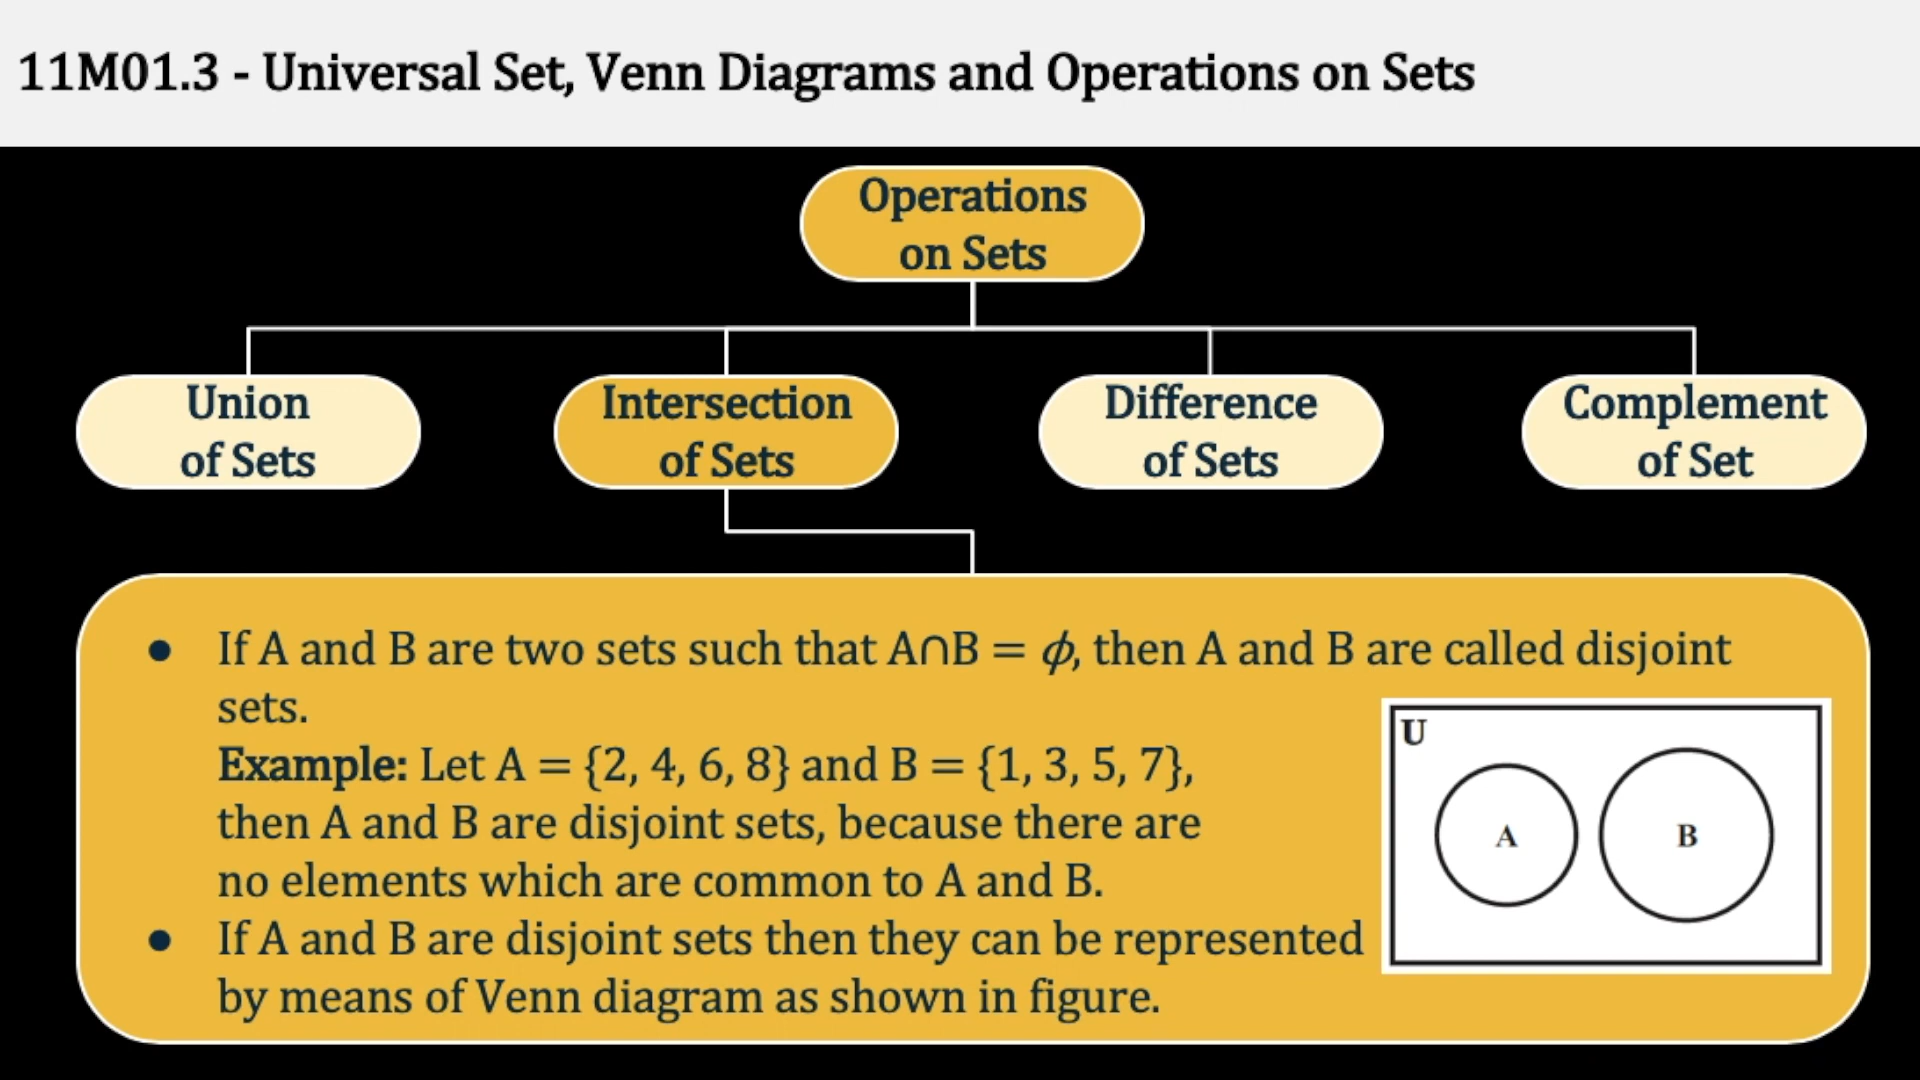 11M01.3 - Universal Set, Venn Diagrams and Operations on Sets
Operations
on Sets
Union
of Sets
Intersection
of Sets
Difference
of Sets
Complement
of Set
● If A and B are two sets such that A∩B = ϕ, then A and B are called disjoint
sets.
Example: Let A = {2, 4, 6, 8} and B = {1, 3, 5, 7},
then A and B are disjoint sets, because there are
no elements which are common to A and B.
● If A and B are disjoint sets then they can be represented
by means of Venn diagram as shown in figure.
U
A
B